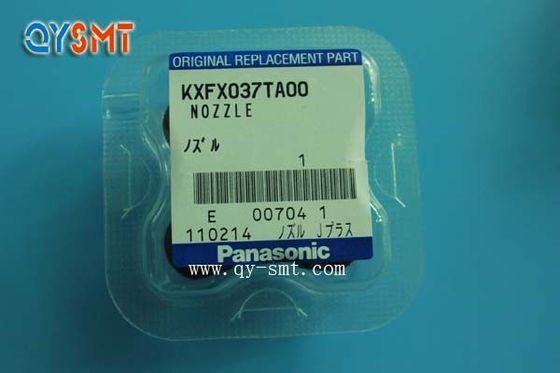 QYSMT
ORIGINAL REPLACEMENT PART
KXFX037TA00
NOZZLE
ノズル
1
E 00704 1
110214 ノズル Jプラス
Panasonic
www.qy-smt.com